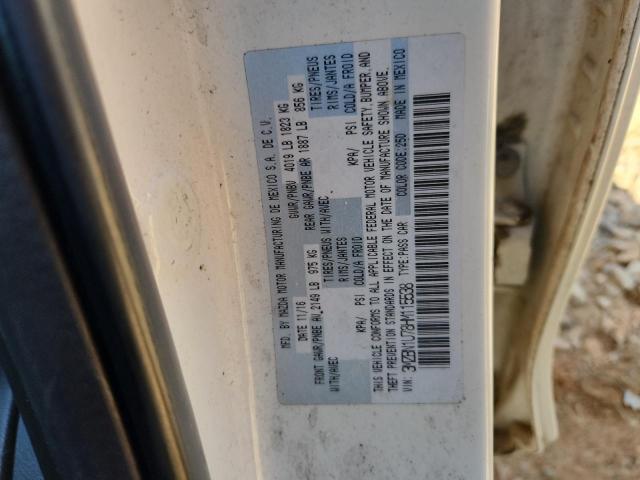 MFD. BY MAZDA MOTOR MANUFACTURING DE MEXICO S.A. DE C.V.
DATE 11/16 GVWR/PNBV 4019 LB 1823 KG
FRONT GAWR/PNBE AV 2149 LB 975 KG REAR GAWR/PNBE AR 1887 LB 856 KG
WITH/AVEC TIRES/PNEUS WITH/AVEC TIRES/PNEUS
RIMS/JANTES RIMS/JANTES
KPA/ PSI COLD/A FROID KPA/ PSI COLD/A FROID
THIS VEHICLE CONFORMS TO ALL APPLICABLE FEDERAL MOTOR VEHICLE SAFETY, BUMPER, AND
THEFT PREVENTION STANDARDS IN EFFECT ON THE DATE OF MANUFACTURE SHOWN ABOVE.
VIN: 3MZBN1U78HM115538 TYPE:PASS CAR COLOR CODE:25D MADE IN MEXICO